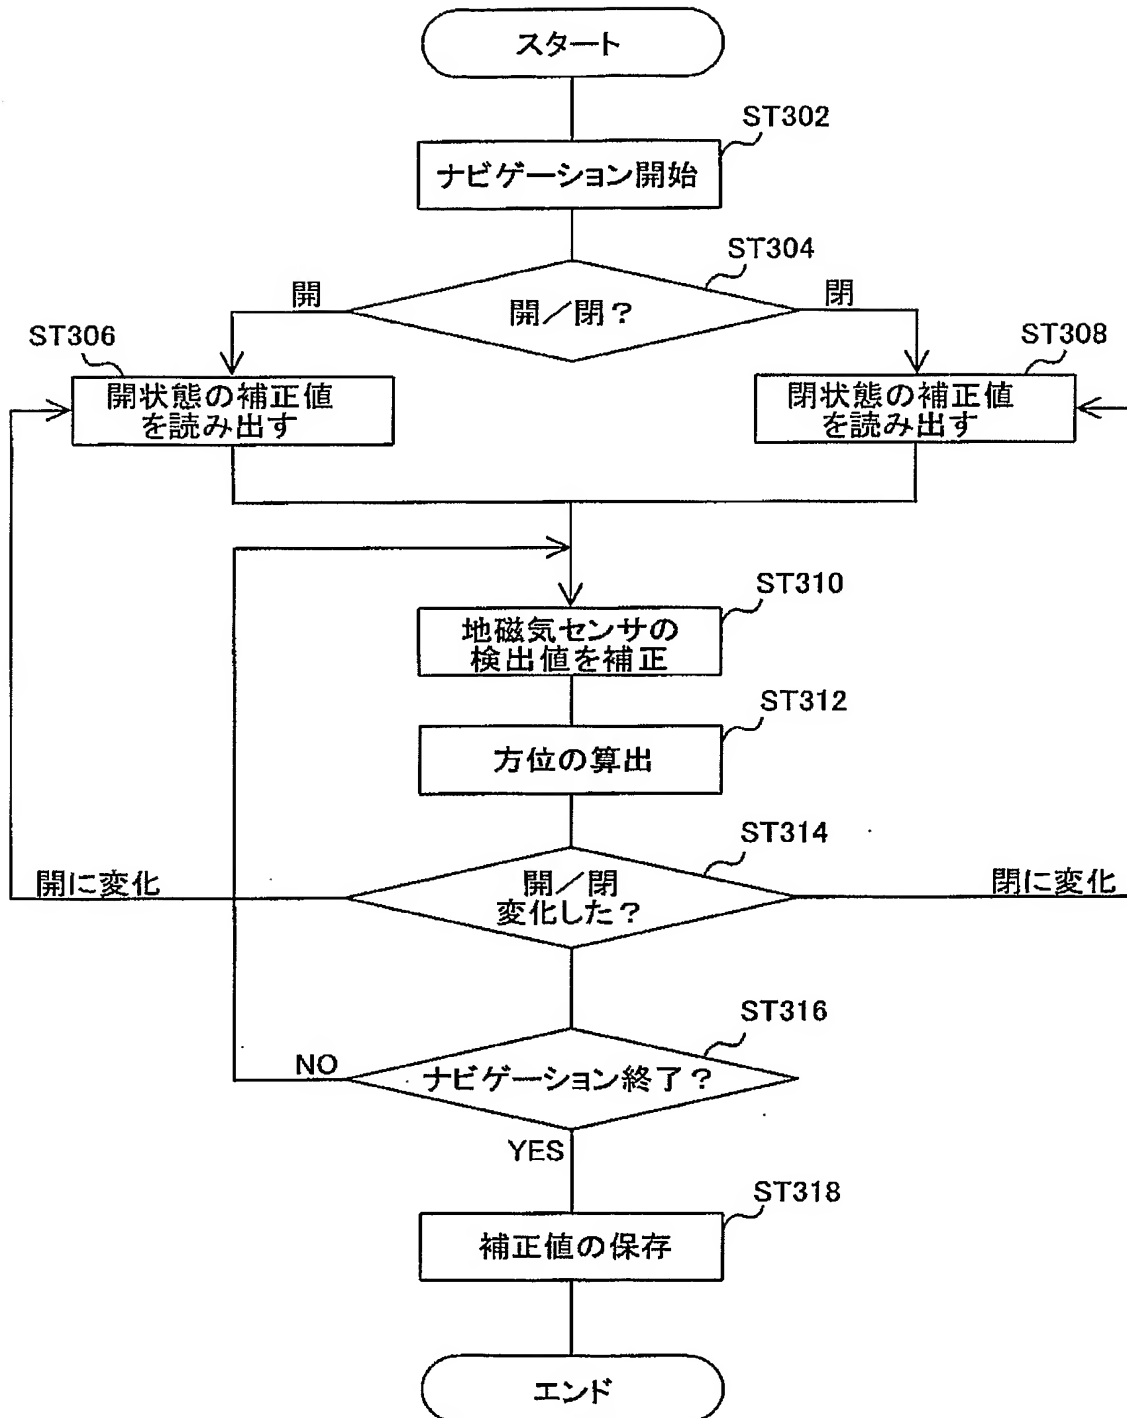 スタート
ST302
ナビゲーション開始
ST304
開
開／閉？
閉
ST306
開状態の補正値
を読み出す
ST308
閉状態の補正値
を読み出す
ST310
地磁気センサの
検出値を補正
ST312
方位の算出
ST314
開に変化
開／閉
変化した？
閉に変化
ST316
NO
ナビゲーション終了？
YES
ST318
補正値の保存
エンド